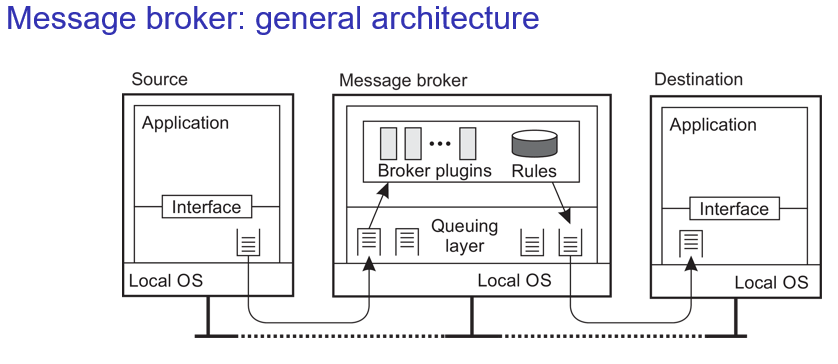 Message broker: general architecture
Source
Message broker
Destination
Application
Broker plugins
Rules
Application
Interface
Queuing
layer
Interface
Local OS
Local OS
Local OS